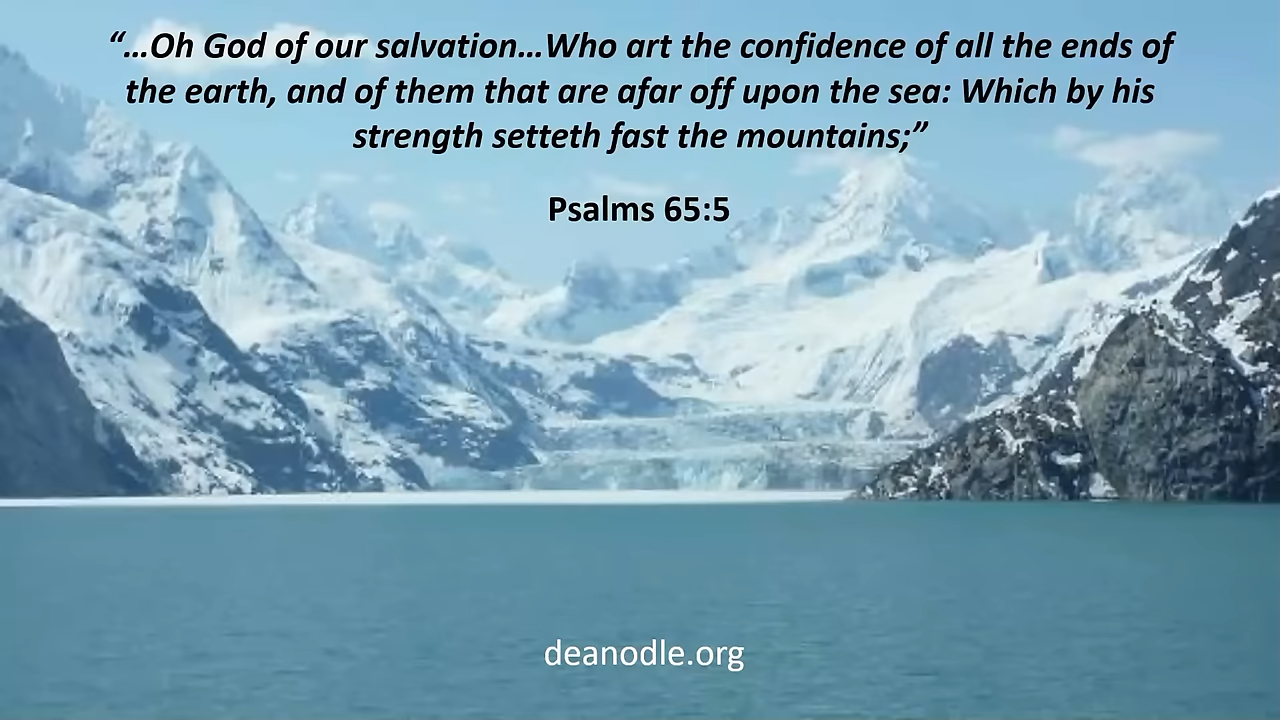 “...Oh God of our salvation...Who art the confidence of all the ends of
the earth, and of them that are afar off upon the sea: Which by his
strength setteth fast the mountains;”
Psalms 65:5
deanodle.org